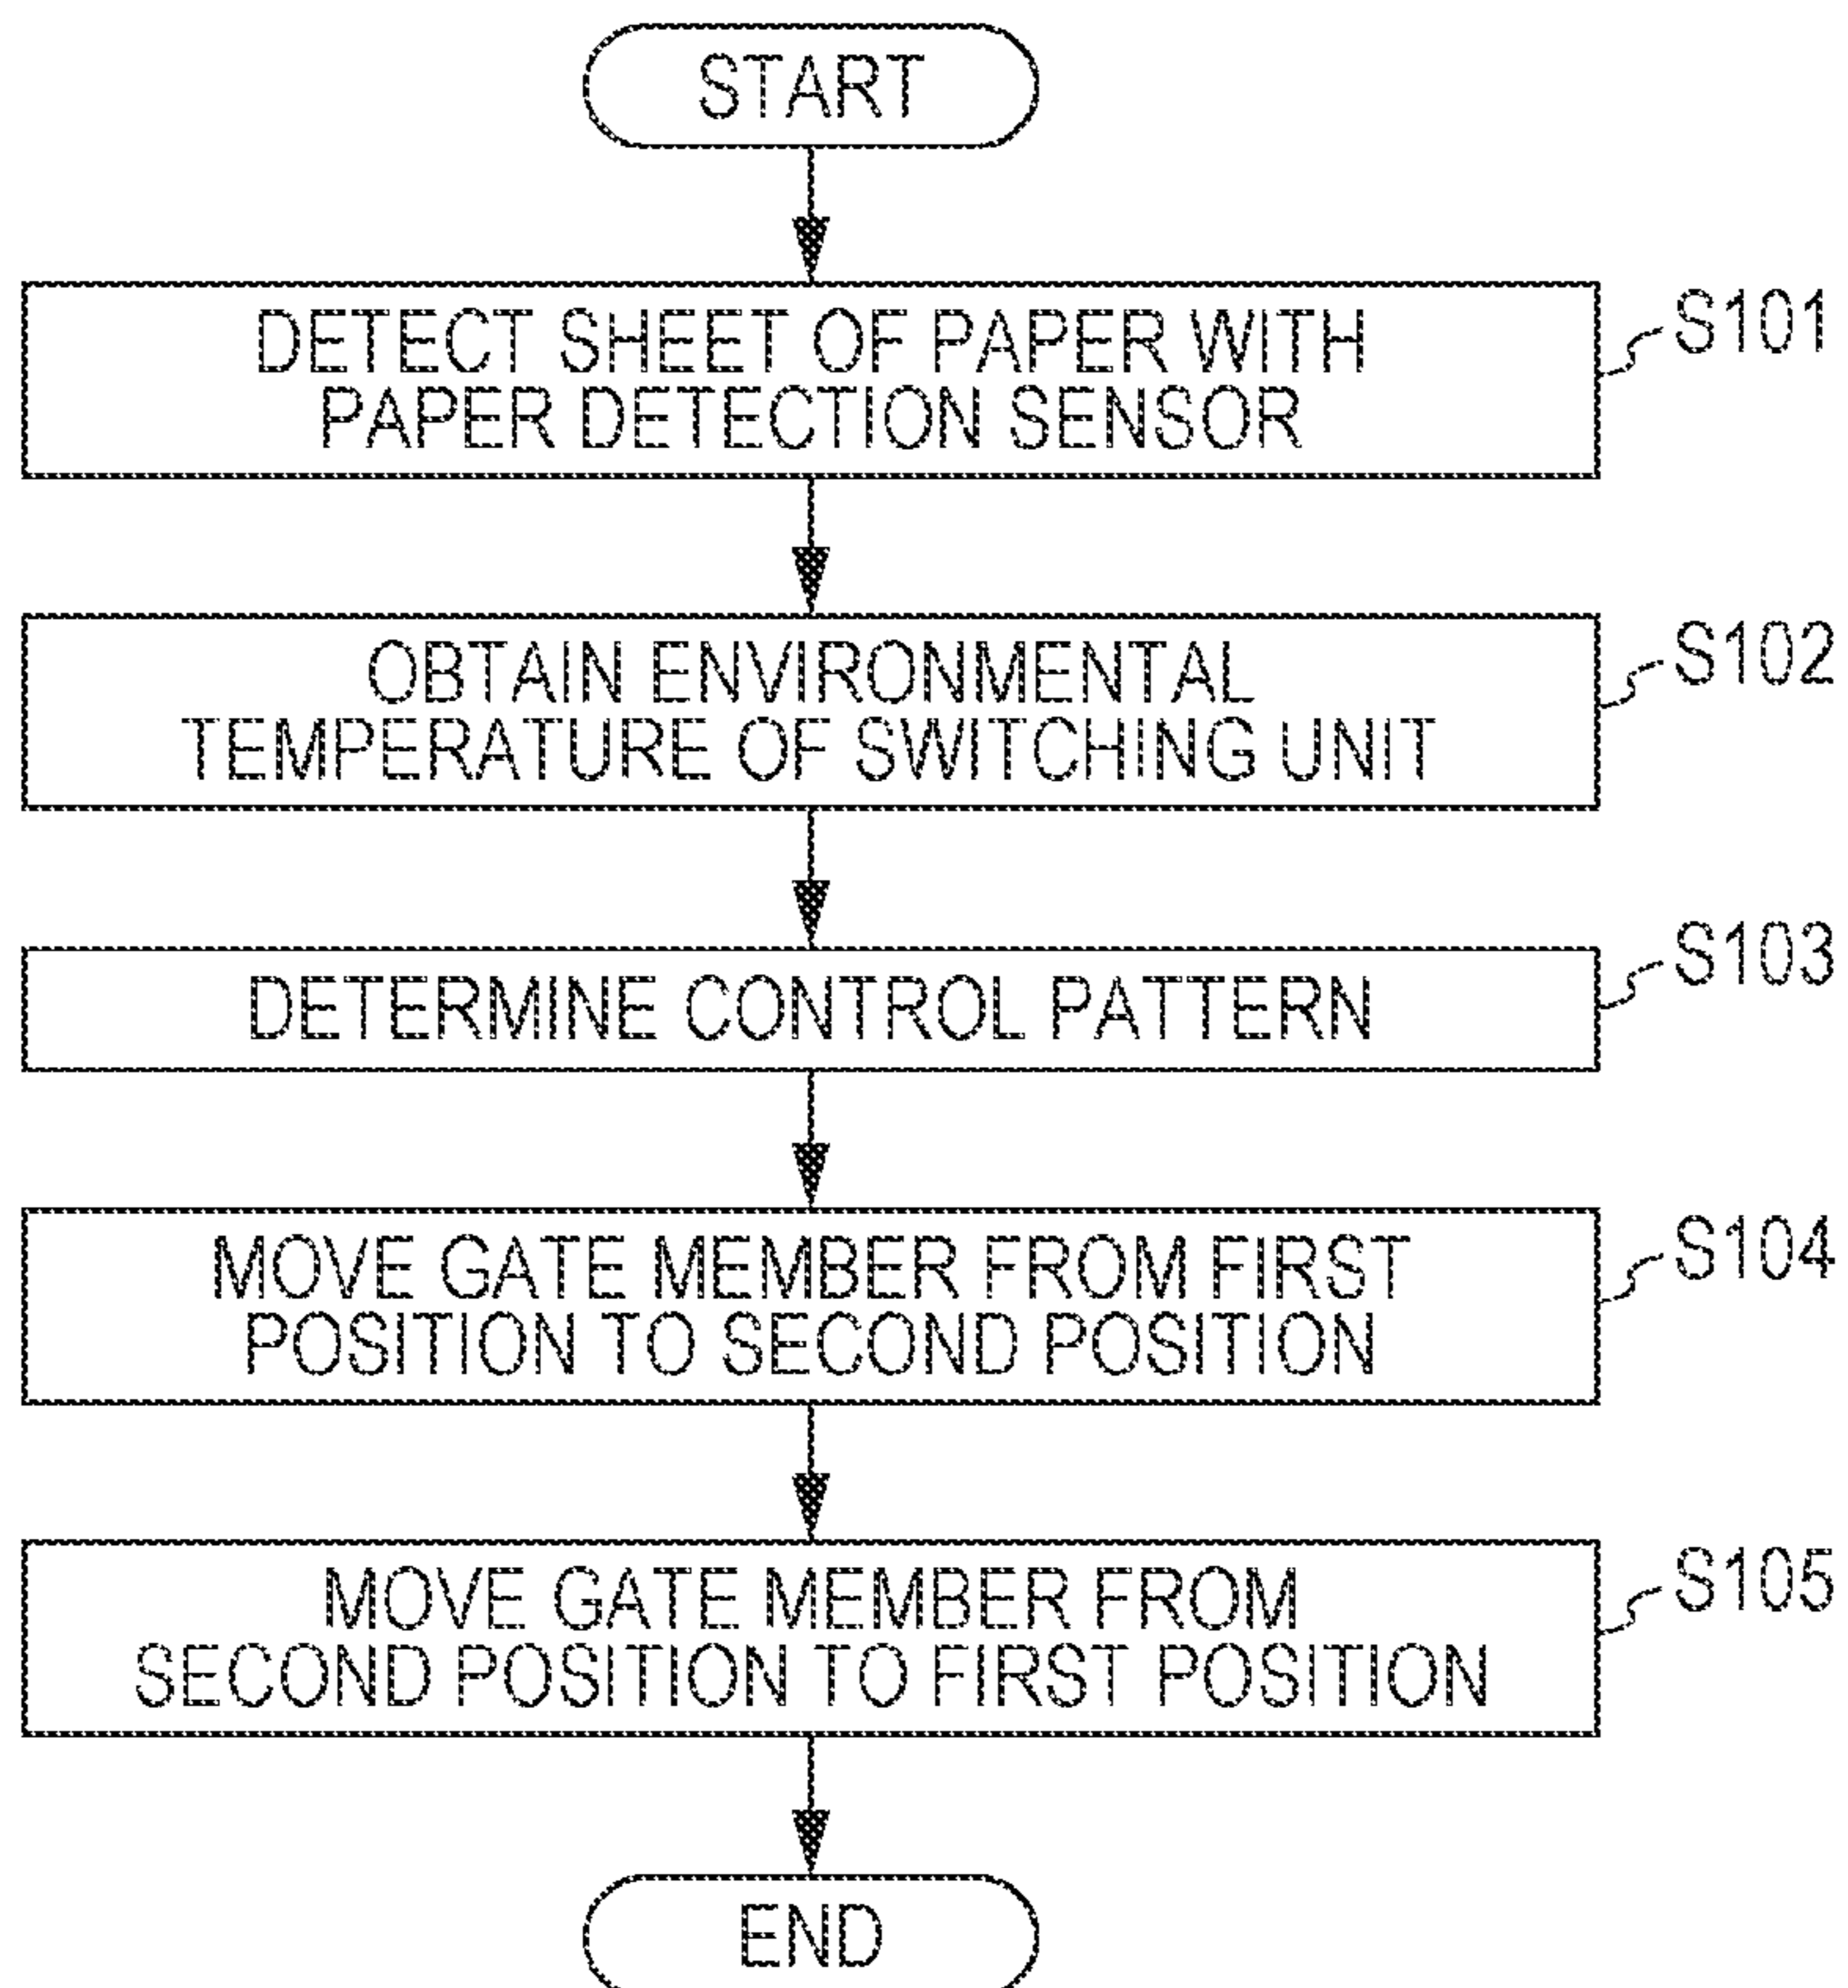 START
DETECT SHEET OF PAPER WITH
PAPER DETECTION SENSOR
S101
OBTAIN ENVIRONMENTAL
TEMPERATURE OF SWITCHING UNIT
S102
DETERMINE CONTROL PATTERN
S103
MOVE GATE MEMBER FROM FIRST
POSITION TO SECOND POSITION
S104
MOVE GATE MEMBER FROM
SECOND POSITION TO FIRST POSITION
S105
END